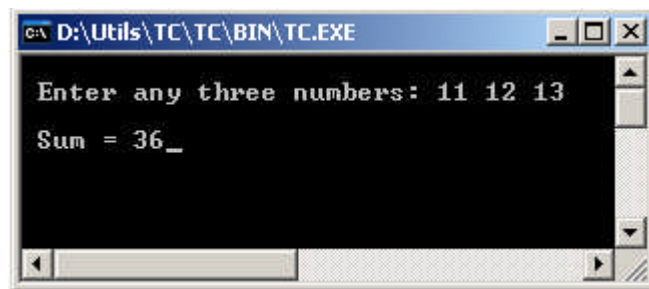 D:\Utils\TC\TC\BIN\TC.EXE
Enter any three numbers: 11 12 13
Sum = 36_